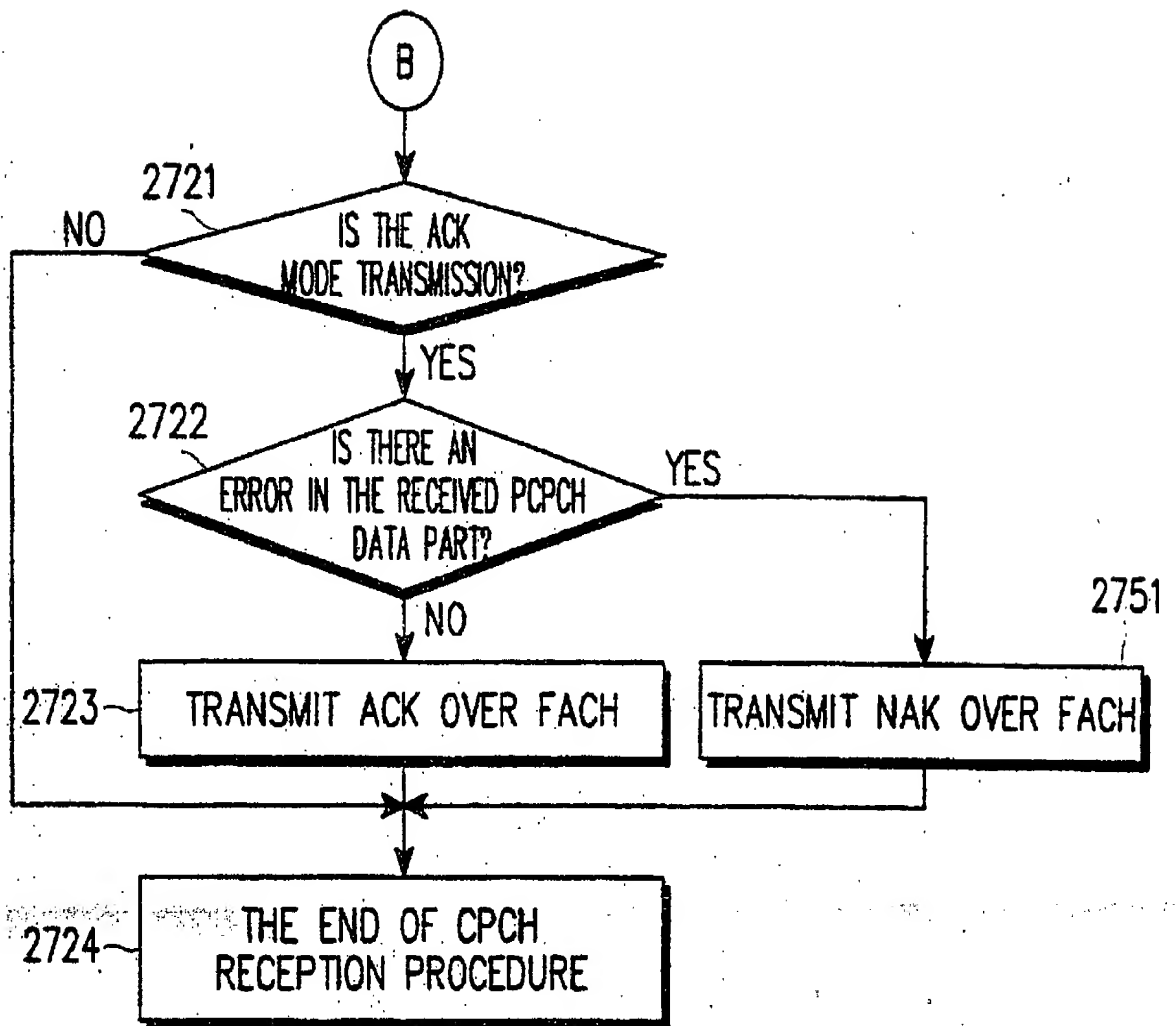 B
2721
NO
IS THE ACK
MODE TRANSMISSION?
YES
2722
IS THERE AN
ERROR IN THE RECEIVED PCPCH
DATA PART?
YES
NO
2751
2723
TRANSMIT ACK OVER FACH
TRANSMIT NAK OVER FACH
2724
THE END OF CPCH
RECEPTION PROCEDURE